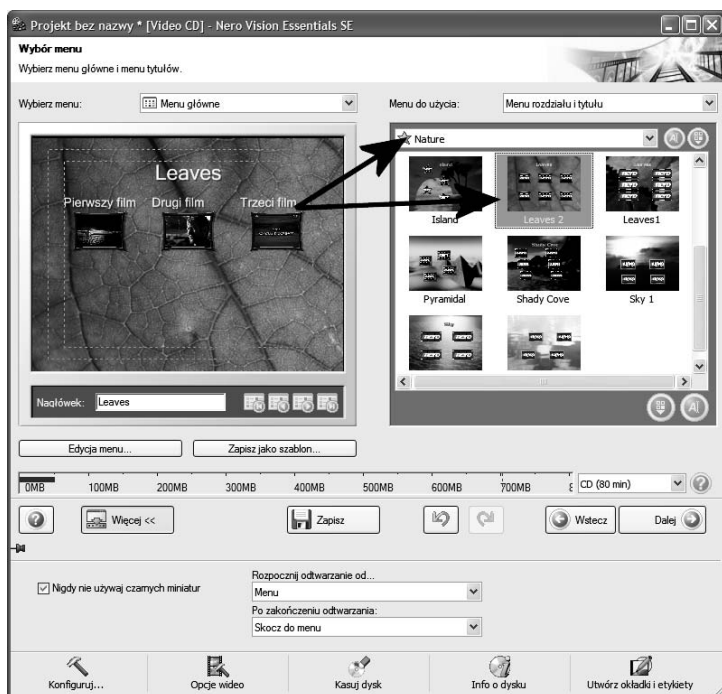 Projekt bez nazwy * [Video CD] - Nero Vision Essentials SE
Wybór menu
Wybierz menu główne i menu tytułów.
Wybierz menu:
Menu główne
Menu do użycia:
Menu rozdziału i tytułu
Nature
Leaves
Pierwszy film
Drugi film
Trzeci film
Island
Leaves 2
Leaves1
Shady Cove
Pyramidal
Shady Cove
Sky 1
Sky
Nagłówek:
Leaves
Edycja menu...
Zapisz jako szablon...
0MB 100MB 200MB 300MB 400MB 500MB 600MB 700MB 8
CD (80 min)
Więcej <<
Zapisz
Wstecz
Dalej
Nigdy nie używaj czarnych miniatur
Rozpocznij odtwarzanie od...
Menu
Po zakończeniu odtwarzania:
Skocz do menu
Konfiguruj...
Opcje wideo
Kasuj dysk
Info o dysku
Utwórz okładki i etykiety